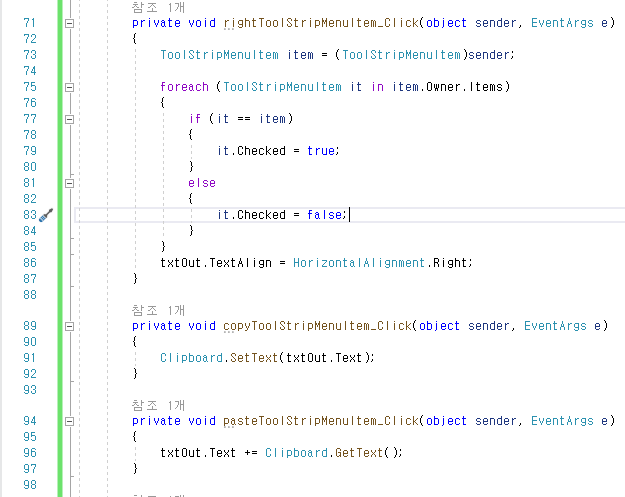 참조 1개
71 private void rightToolStripMenuItem_Click(object sender, EventArgs e)
72 {
73 ToolStripMenuItem item = (ToolStripMenuItem)sender;
74
75 foreach (ToolStripMenuItem it in item.Owner.Items)
76 {
77 if (it == item)
78 {
79 it.Checked = true;
80 }
81 else
82 {
83 it.Checked = false;
84 }
85 }
86 txtOut.TextAlign = HorizontalAlignment.Right;
87 }
88
참조 1개
89 private void copyToolStripMenuItem_Click(object sender, EventArgs e)
90 {
91 Clipboard.SetText(txtOut.Text);
92 }
93
참조 1개
94 private void pasteToolStripMenuItem_Click(object sender, EventArgs e)
95 {
96 txtOut.Text += Clipboard.GetText();
97 }
98